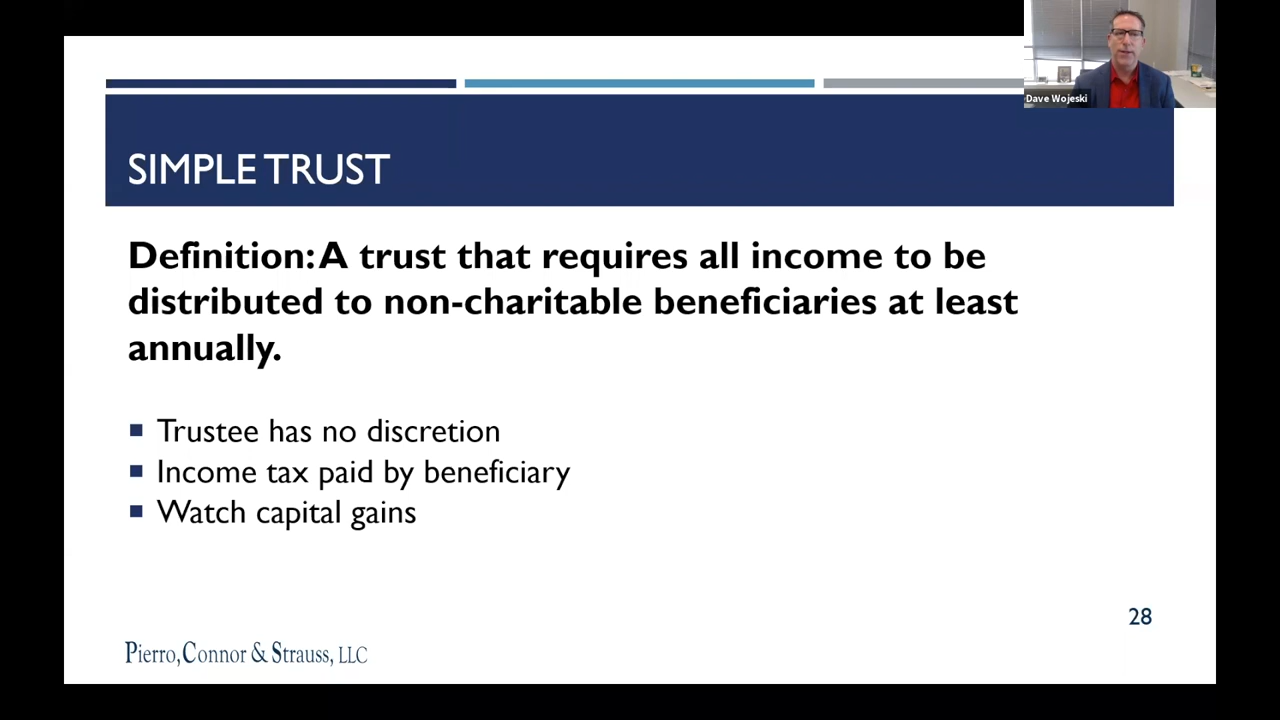 Dave Wojeski
SIMPLE TRUST
Definition: A trust that requires all income to be
distributed to non-charitable beneficiaries at least
annually.
Trustee has no discretion
Income tax paid by beneficiary
Watch capital gains
28
Pierro, Connor & Strauss, LLC